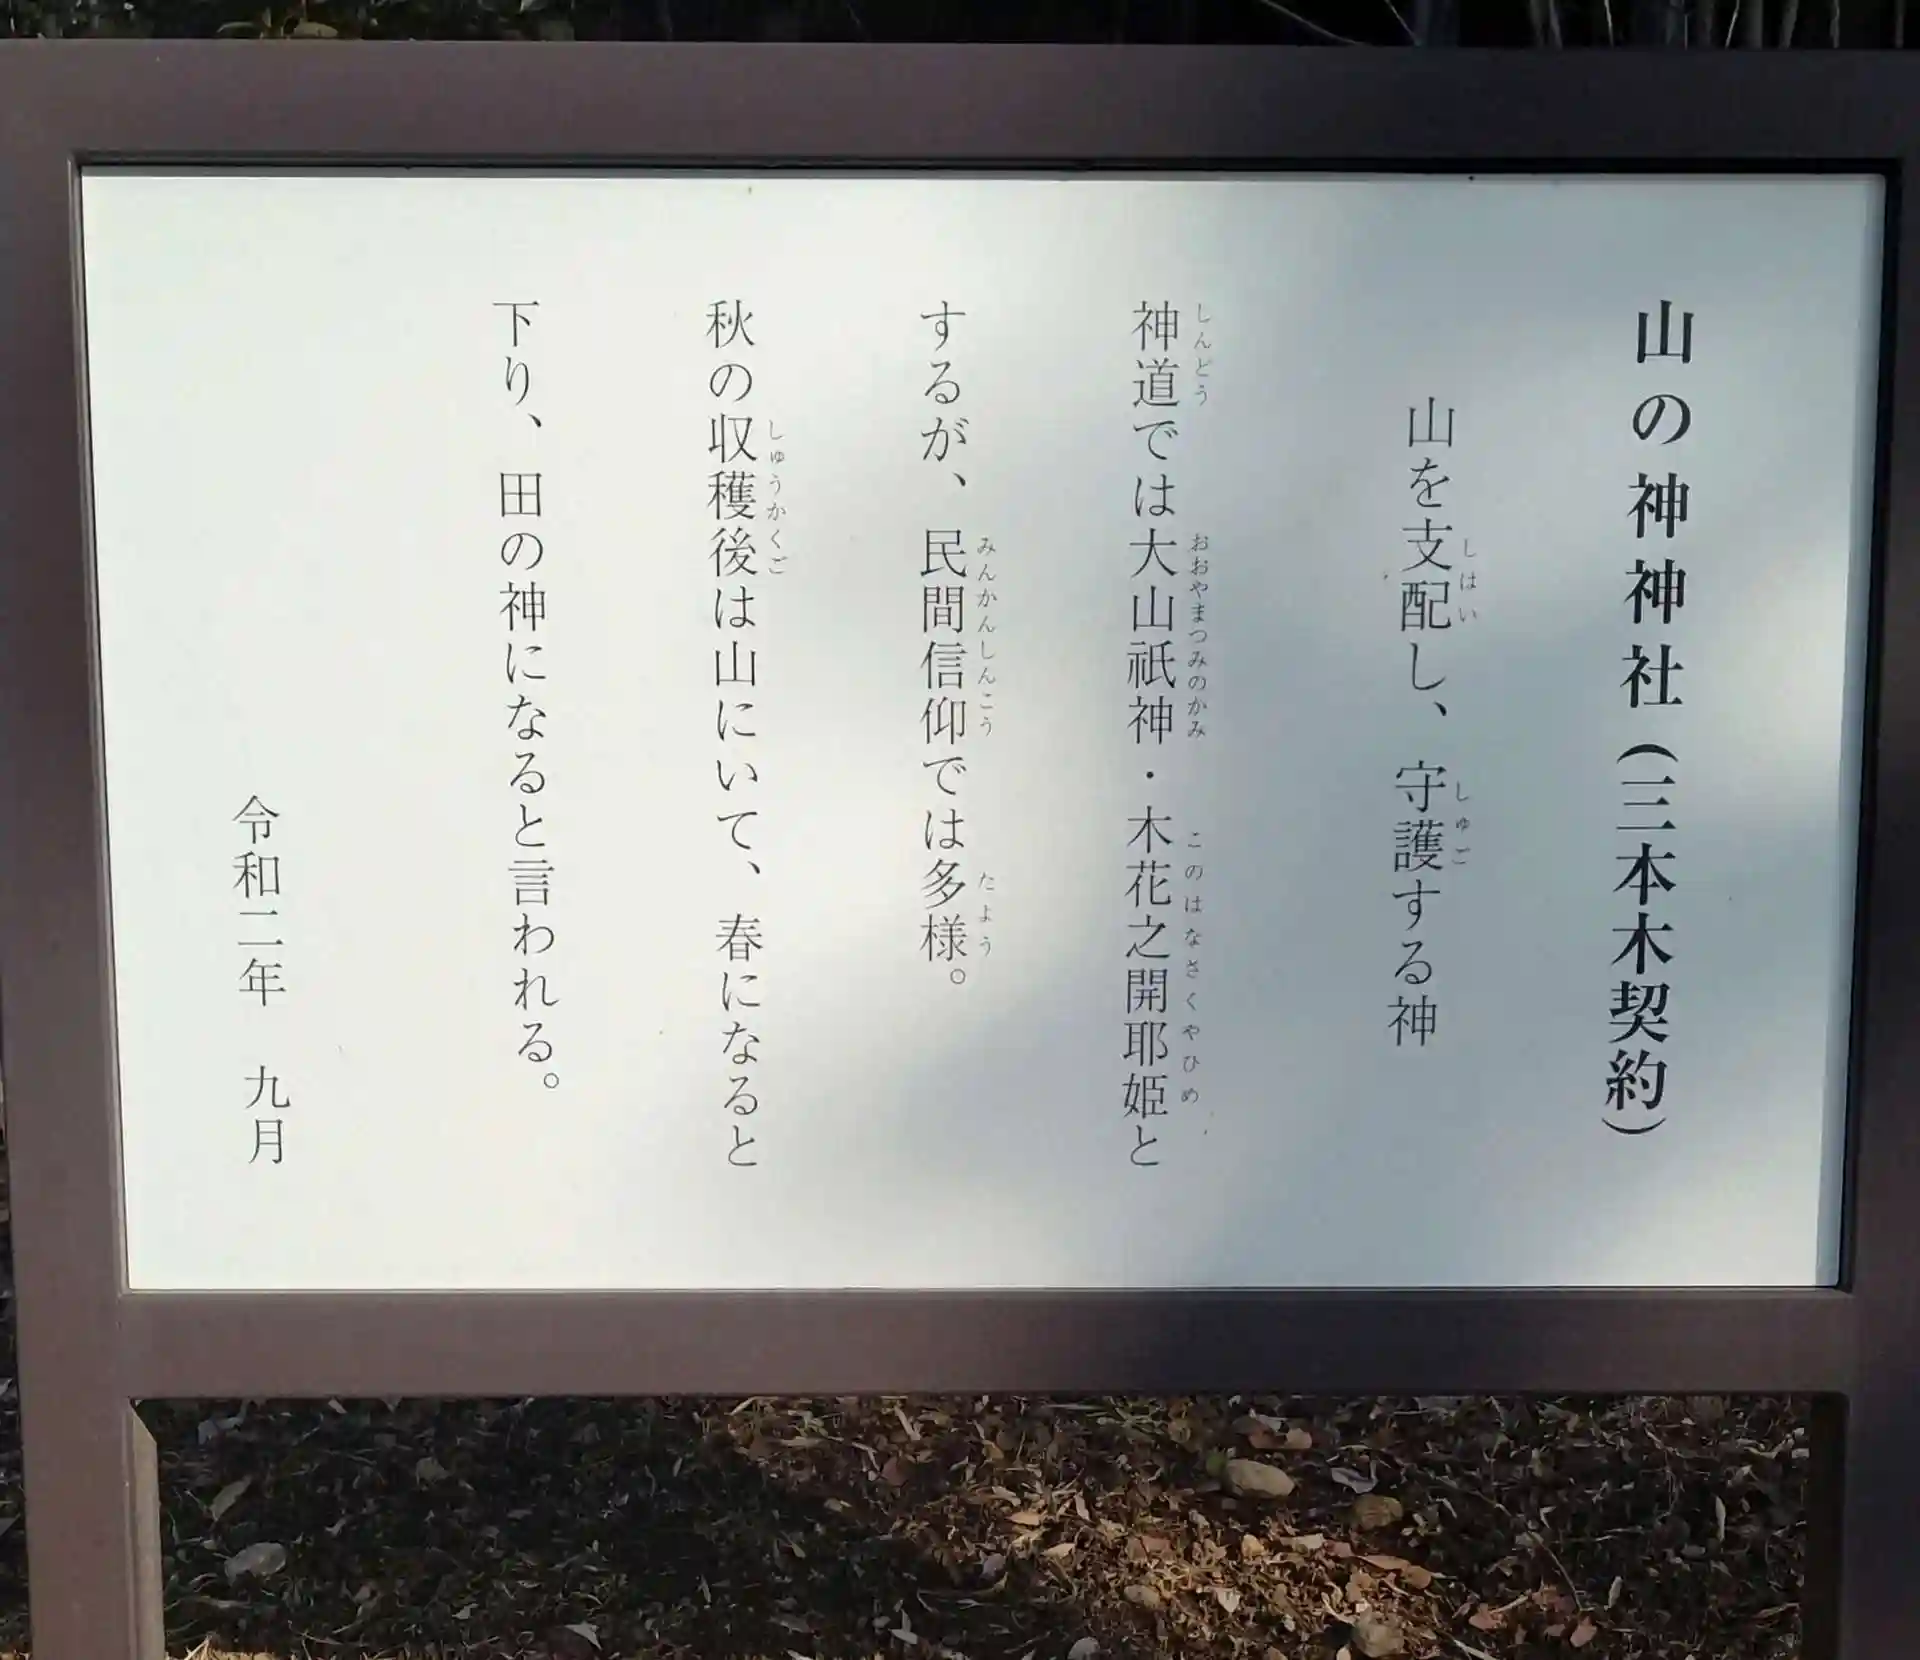 山の神神社(三本木契約)
山を支配し、守護する神
神道では大山祇神・木花之開耶姫と
するが、民間信仰では多様。
秋の収穫後は山にいて、春になると
下り、田の神になると言われる。
令和二年 九月